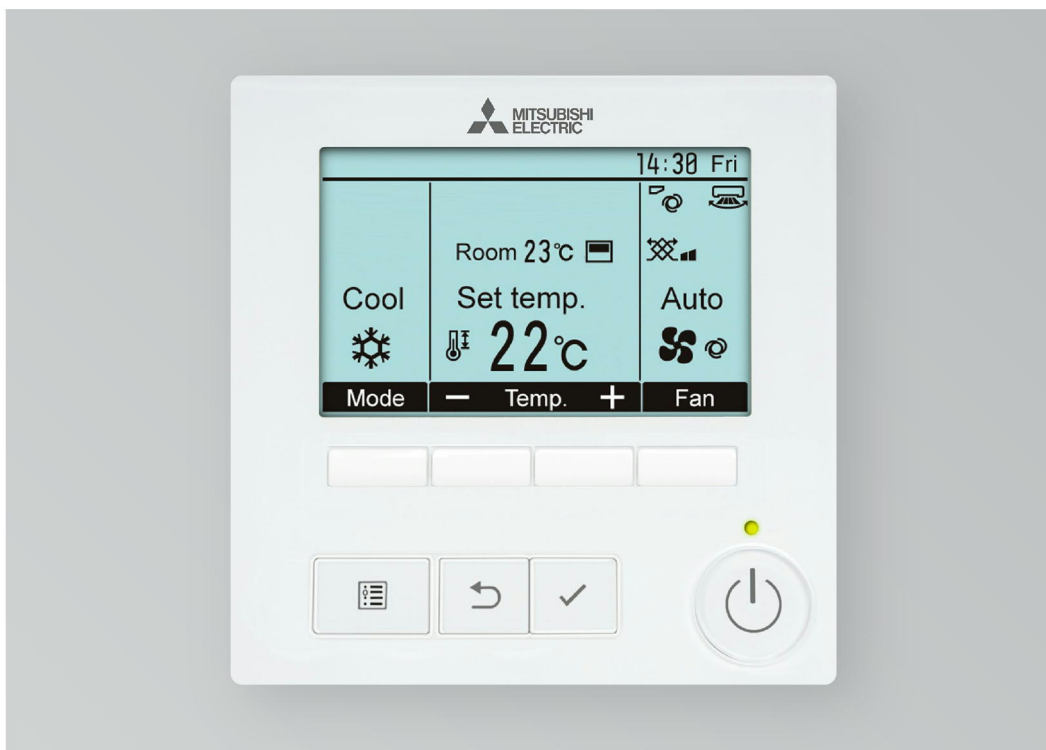 MITSUBISHI
ELECTRIC
14:30 Fri
Room 23°C
Cool
Set temp.
22°C
Auto
Mode
Temp.
Fan